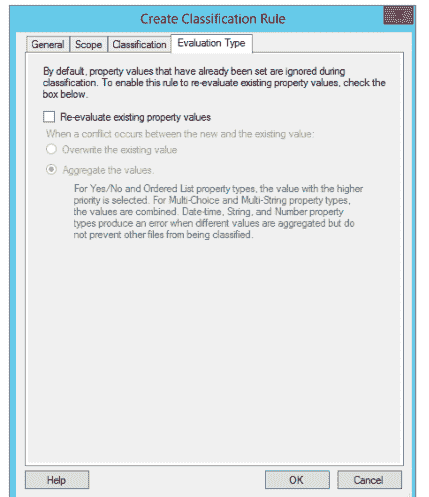 Create Classification Rule
General Scope Classification Evaluation Type
By default, property values that have already been set are ignored during
classification. To enable this rule to re-evaluate existing property values, check the
box below.
Re-evaluate existing property values
When a conflict occurs between the new and the existing value:
Overwrite the existing value
Aggregate the values.
For Yes/No and Ordered List property types, the value with the higher
priority is selected. For Multi-Choice and Multi-String property types,
the values are combined. Date-time, String, and Number property
types produce an error when different values are aggregated but do
not prevent other files from being classified.
Help OK Cancel